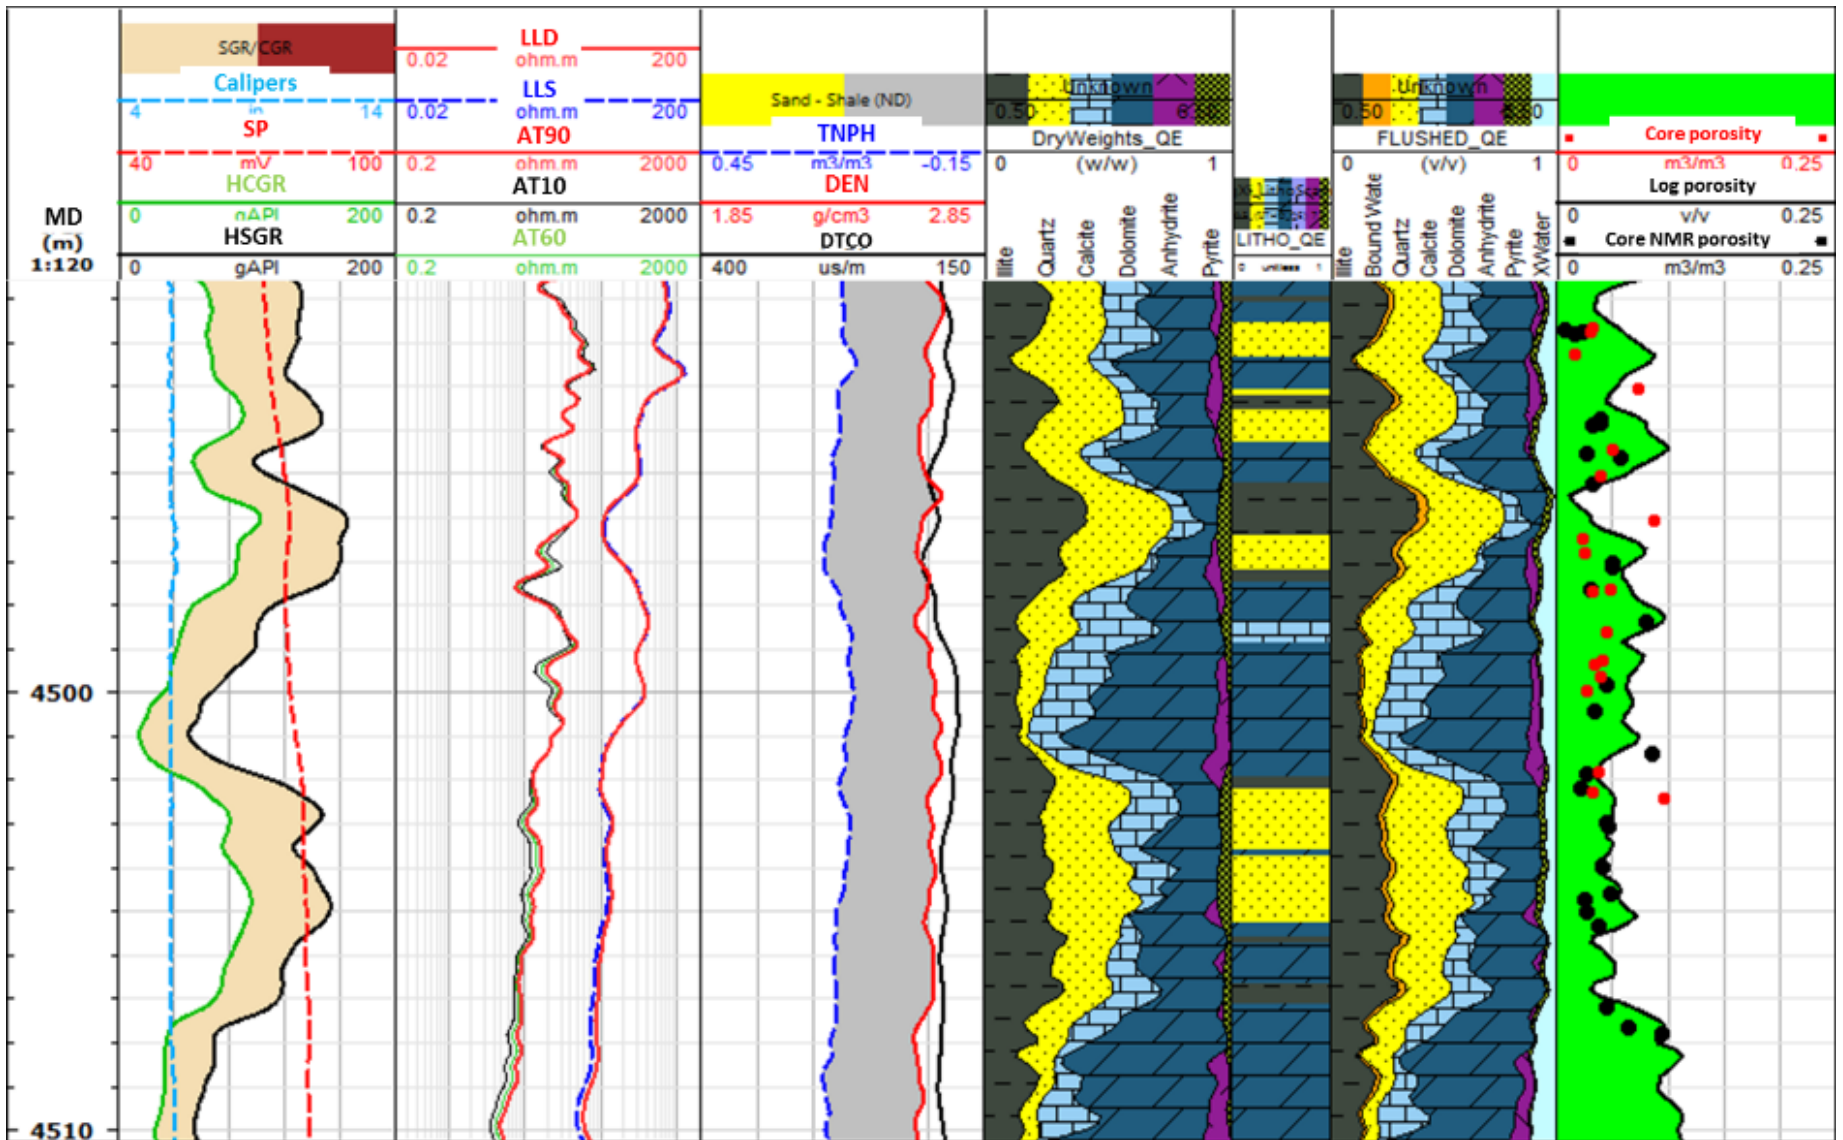 SGR/CGR
Calipers
4 in 14
SP
40 mV 100
HCGR
0 gAPI 200
HSGR
0 gAPI 200
MD
(m)
1:120
LLD
0.02 ohm.m 200
LLS
0.02 ohm.m 200
AT90
0.2 ohm.m 2000
AT10
0.2 ohm.m 2000
AT60
0.2 ohm.m 2000
Sand - Shale (ND)
TNPH
0.45 m3/m3 -0.15
DEN
1.85 g/cm3 2.85
DTCO
400 us/m 150
Unknown
0.50
DryWeights_QE
0 (w/w) 1
Illite
Quartz
Calcite
Dolomite
Anhydrite
Pyrite
LITHO_QE
0 unitless 1
Unknown
0.50
FLUSHED_QE
0 (v/v) 1
Illite
Bound Wate
Quartz
Calcite
Dolomite
Anhydrite
Pyrite
XWater
Core porosity
0 m3/m3 0.25
Log porosity
0 v/v 0.25
Core NMR porosity
0 m3/m3 0.25
4500
4510